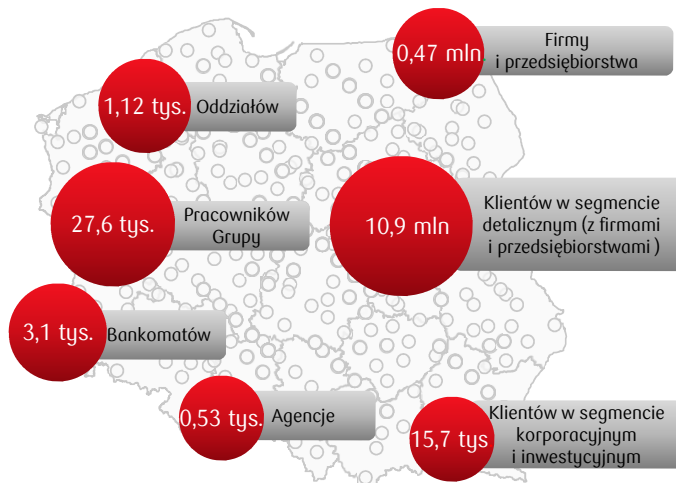 0,47 mln
Firmy
i przedsiębiorstwa
1,12 tys.
Oddziałów
27,6 tys.
Pracowników
Grupy
10,9 mln
Klientów w segmencie
detalicznym (z firmami
i przedsiębiorstwami )
3,1 tys.
Bankomatów
0,53 tys.
Agencje
15,7 tys
Klientów w segmencie
korporacyjnym
i inwestycyjnym